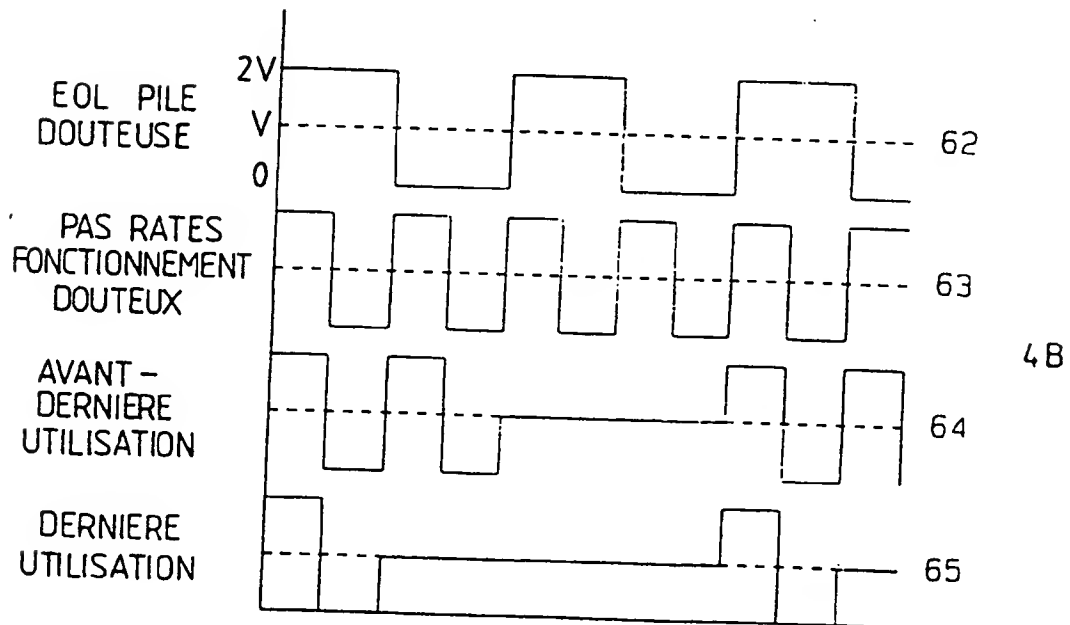 EOL PILE
DOUTEUSE
2V
V
0
62
PAS RATES
FONCTIONNEMENT
DOUTEUX
63
4B
AVANT-
DERNIERE
UTILISATION
64
DERNIERE
UTILISATION
65